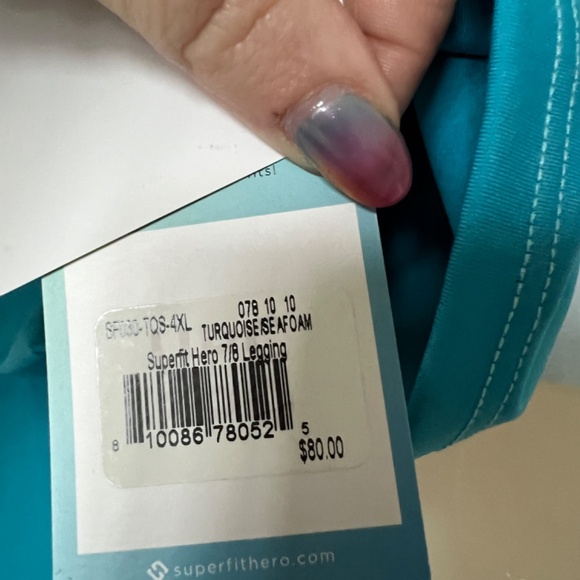 078 10 10
SF030-TQS-4XL TURQUOISE/SEAFOAM
Superfit Hero 7/8 Legging
8 10086 78052 5
$80.00
superfithero.com